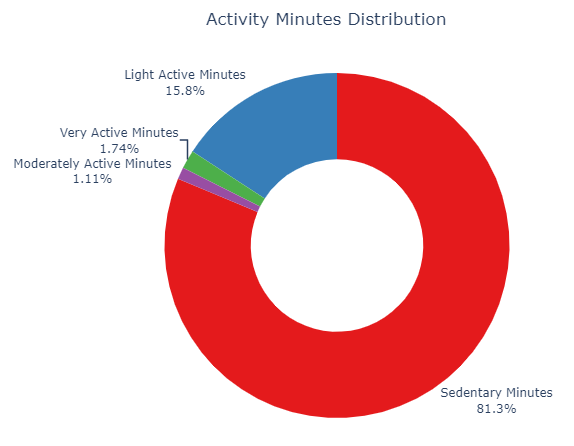 Activity Minutes Distribution
Light Active Minutes
15.8%
Very Active Minutes
1.74%
Moderately Active Minutes
1.11%
Sedentary Minutes
81.3%